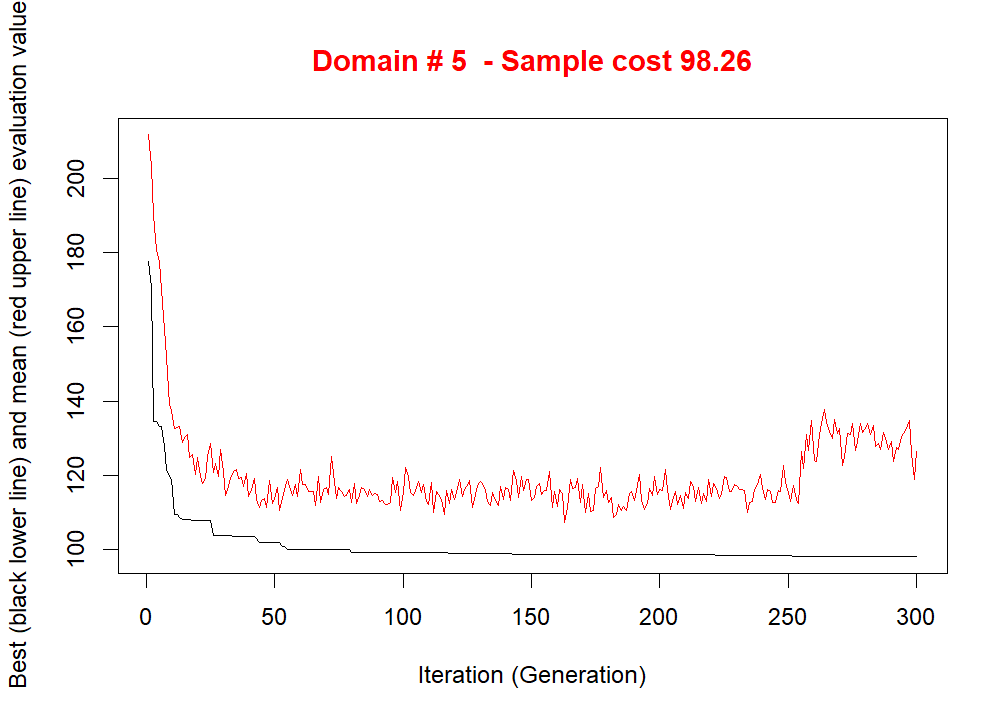 Domain # 5  - Sample cost 98.26
Best (black lower line) and mean (red upper line) evaluation value
200
180
160
140
120
100
0 50 100 150 200 250 300
Iteration (Generation)